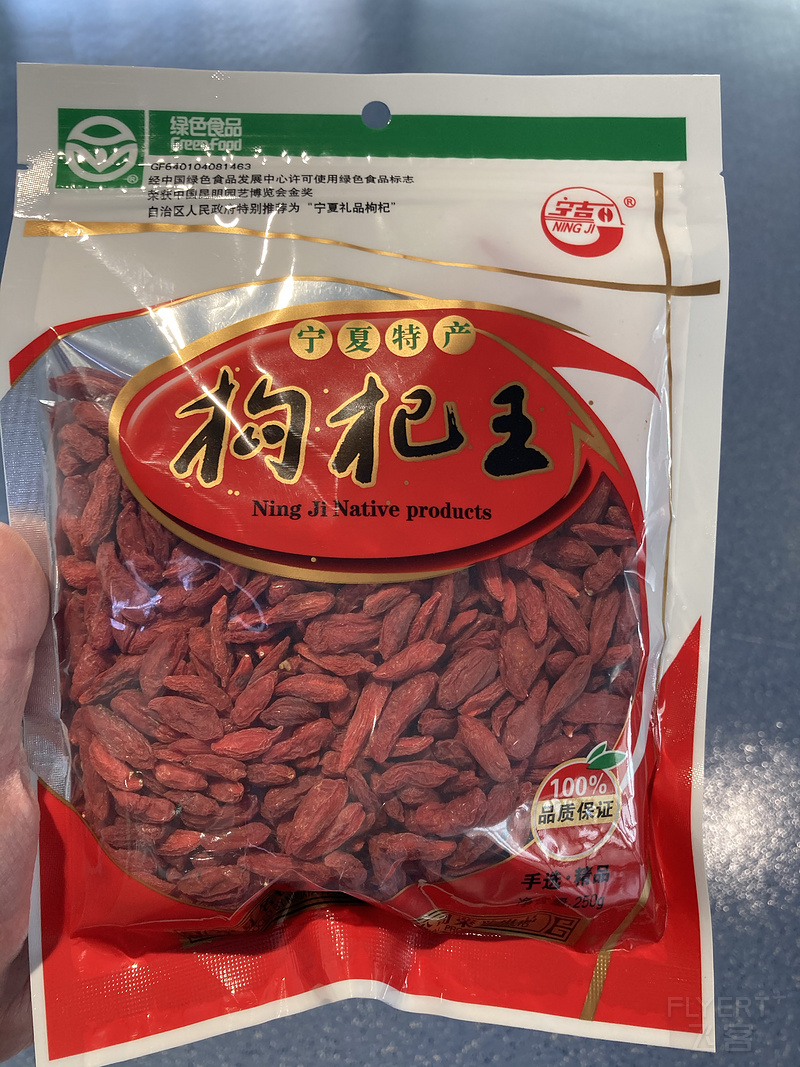 绿色食品
Green Food
GF640104081463
经中国绿色食品发展中心许可使用绿色食品标志
荣获中国昆明园艺博览会金奖
自治区人民政府特别推荐为“宁夏礼品枸杞”
宁吉
NING JI
宁夏特产
枸杞王
Ning Ji Native products
100%
品质保证
手选·精品
250g
FLYERT
飞客